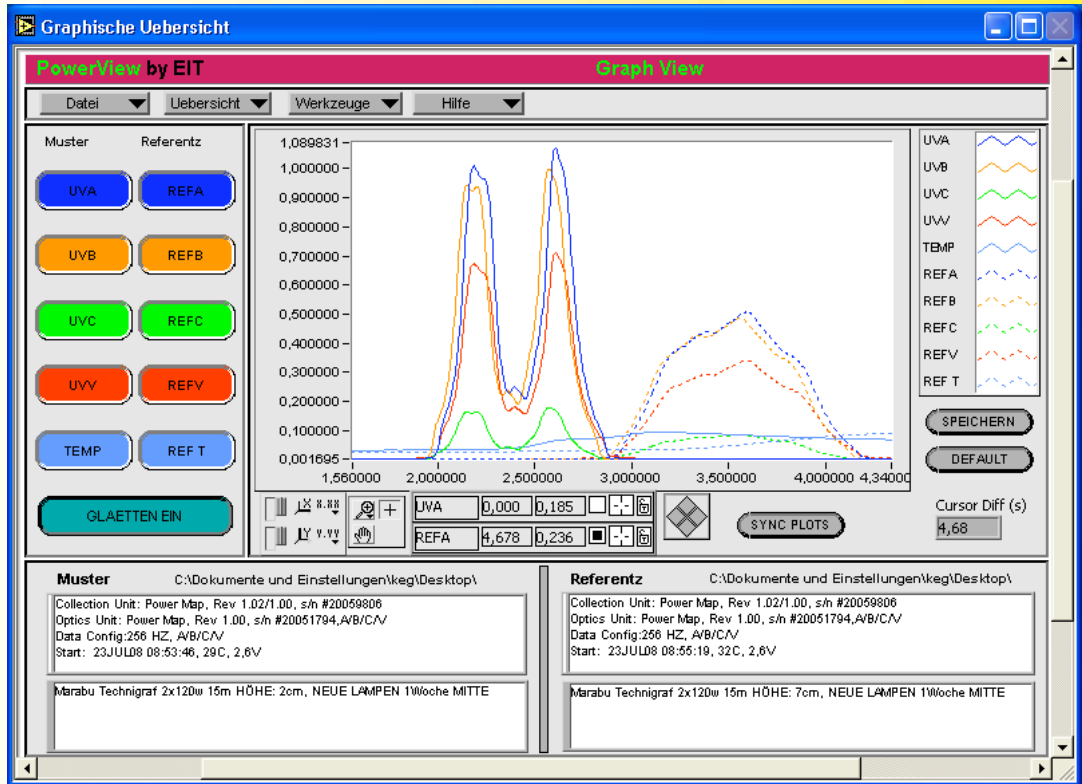 Graphische Uebersicht
PowerView by EIT Graph View
Datei Uebersicht Werkzeuge Hilfe
Muster Referentz
UVA REFA
UVB REFB
UVC REFC
UVV REFV
TEMP REF T
GLAETTEN EIN
1,089831
1,000000
0,900000
0,800000
0,700000
0,600000
0,500000
0,400000
0,300000
0,200000
0,100000
0,001695
1,560000 2,000000 2,500000 3,000000 3,500000 4,000000 4,34000
UVA
UVB
UVC
UVV
TEMP
REFA
REFB
REFC
REFV
REF T
SPEICHERN
DEFAULT
X 8.88
Y 9.99
UVA 0,000 0,185
REFA 4,678 0,236
SYNC PLOTS
Cursor Diff (s)
4,68
Muster C:\Dokumente und Einstellungen\keg\Desktop\
Collection Unit: Power Map, Rev 1.02/1.00, s/n #20059806
Optics Unit: Power Map, Rev 1.00, s/n #20051794,A/B/C/V
Data Config:256 HZ, A/B/C/V
Start: 23JUL08 08:53:46, 29C, 2,6V
Marabu Technigraf 2x120w 15m HÖHE: 2cm, NEUE LAMPEN 1Woche MITTE
Referentz C:\Dokumente und Einstellungen\keg\Desktop\
Collection Unit: Power Map, Rev 1.02/1.00, s/n #20059806
Optics Unit: Power Map, Rev 1.00, s/n #20051794,A/B/C/V
Data Config:256 HZ, A/B/C/V
Start: 23JUL08 08:55:19, 32C, 2,6V
Marabu Technigraf 2x120w 15m HÖHE: 7cm, NEUE LAMPEN 1Woche MITTE